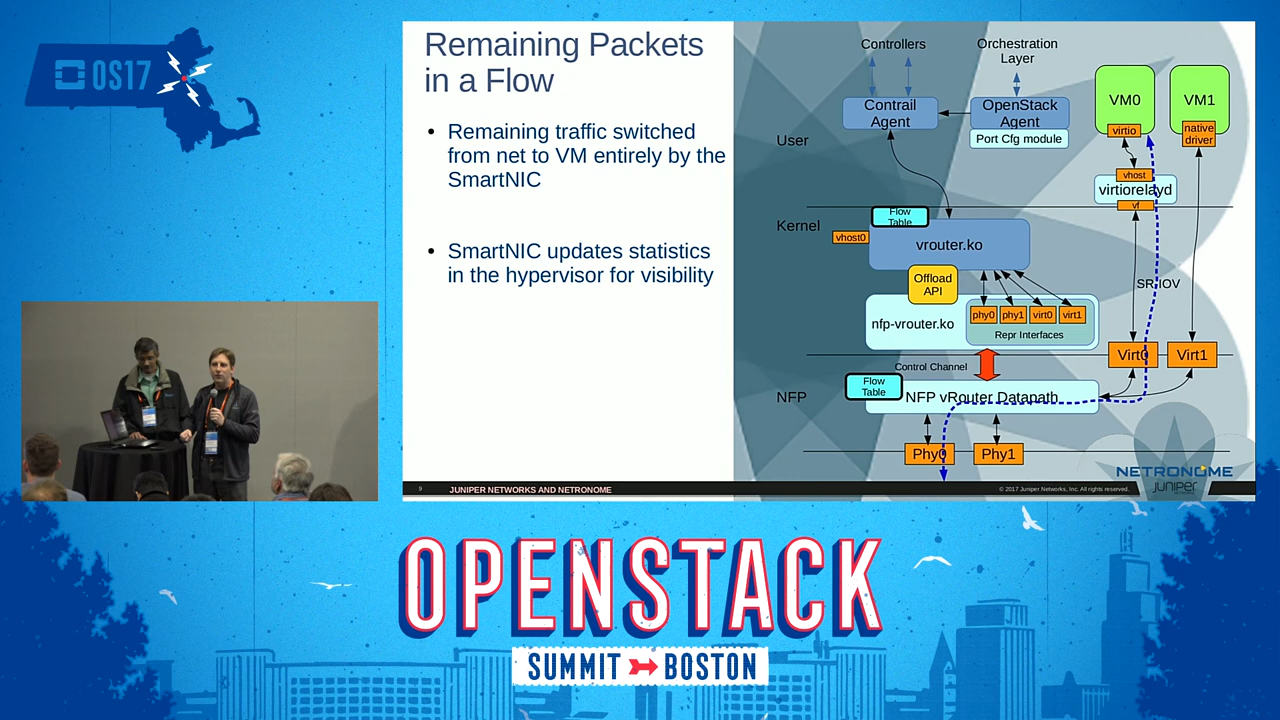 OS17
Remaining Packets
in a Flow
• Remaining traffic switched
from net to VM entirely by the
SmartNIC
• SmartNIC updates statistics
in the hypervisor for visibility
Controllers
Orchestration
Layer
Contrail
Agent
OpenStack
Agent
Port Cfg module
VM0
virtio
VM1
native
driver
User
vhost
virtiorelayd
vf
Kernel
Flow
Table
vhost0
vrouter.ko
Offload
API
SR-IOV
nfp-vrouter.ko
phy0
phy1
virt0
virt1
Repr Interfaces
Virt0
Virt1
Control Channel
Flow
Table
NFP
NFP vRouter Datapath
Phy0
Phy1
NETRONOME
JUNIPER
NETWORKS
9
JUNIPER NETWORKS AND NETRONOME
© 2017 Juniper Networks, Inc. All rights reserved.
OPENSTACK
SUMMIT BOSTON